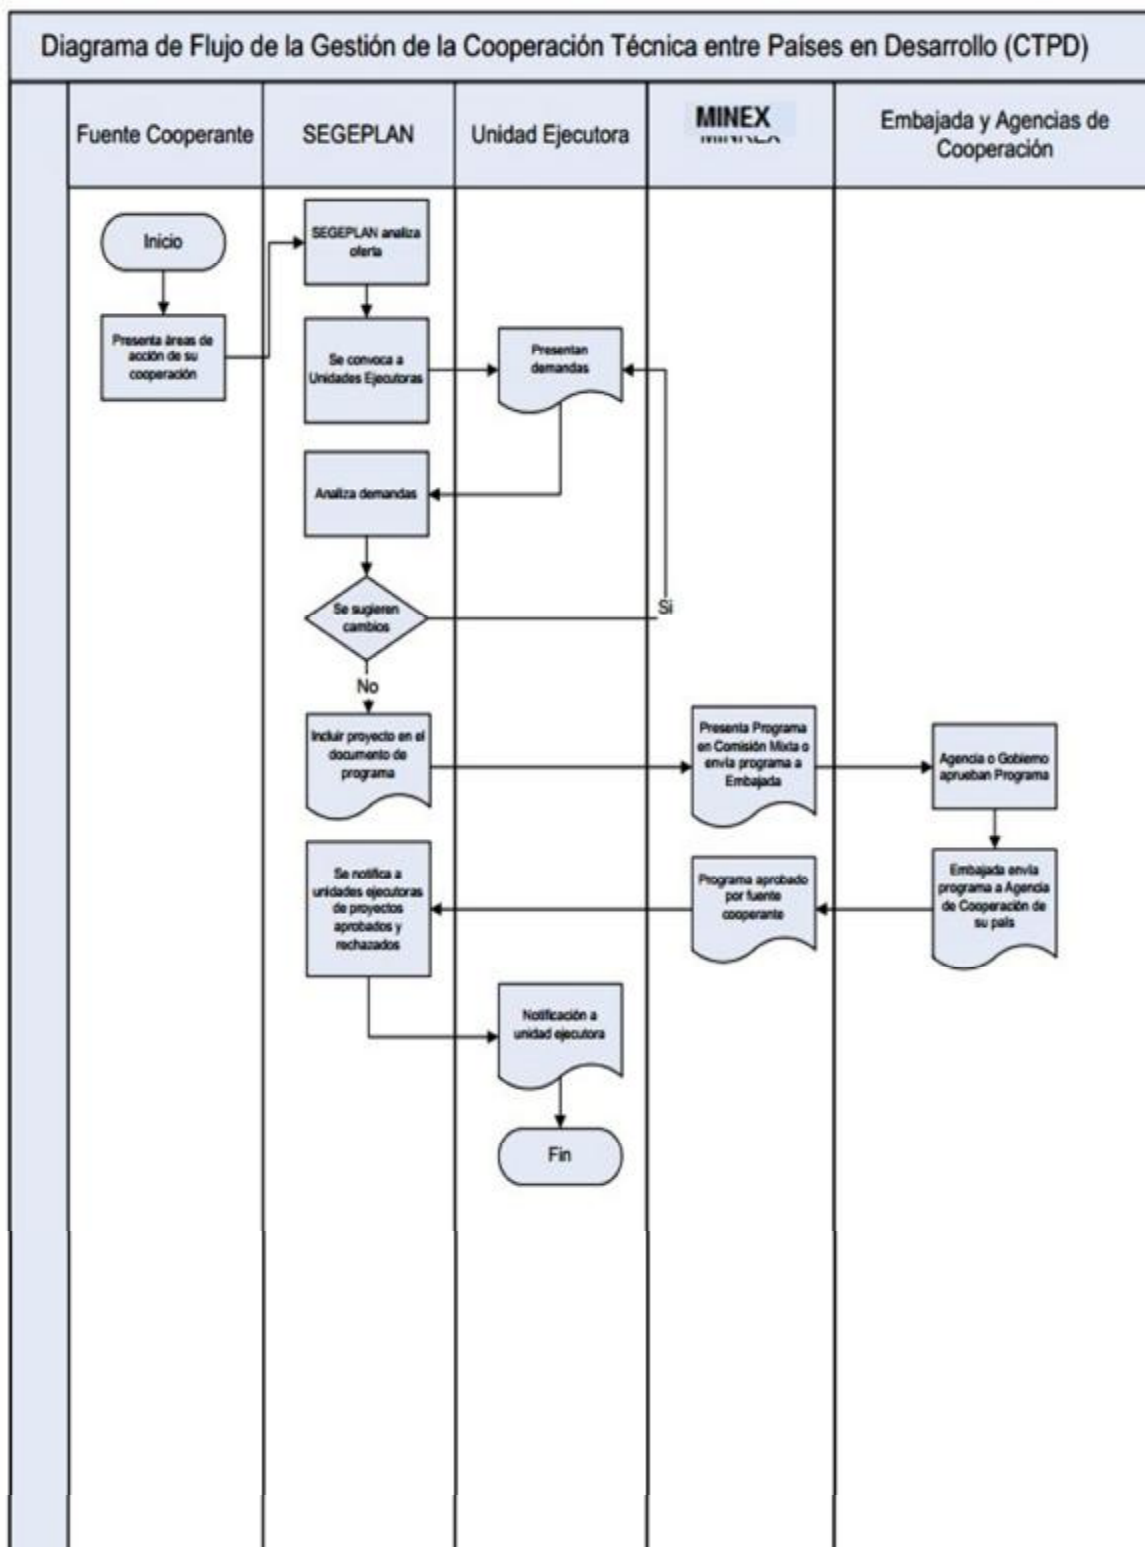 Diagrama de Flujo de la Gestión de la Cooperación Técnica entre Países en Desarrollo (CTPD)
Fuente Cooperante
SEGEPLAN
Unidad Ejecutora
MINEX
MINREX
Embajada y Agencias de
Cooperación
Inicio
Presenta áreas de
acción de su
cooperación
SEGEPLAN analiza
oferta
Se convoca a
Unidades Ejecutoras
Presentan
demandas
Analiza demandas
Se sugieren
cambios
Si
No
Incluir proyecto en el
documento de
programa
Presenta Programa
en Comisión Mixta o
envía programa a
Embajada
Agencia o Gobierno
aprueban Programa
Embajada envía
programa a Agencia
de Cooperación de
su país
Programa aprobado
por fuente
cooperante
Se notifica a
unidades ejecutoras
de proyectos
aprobados y
rechazados
Notificación a
unidad ejecutora
Fin